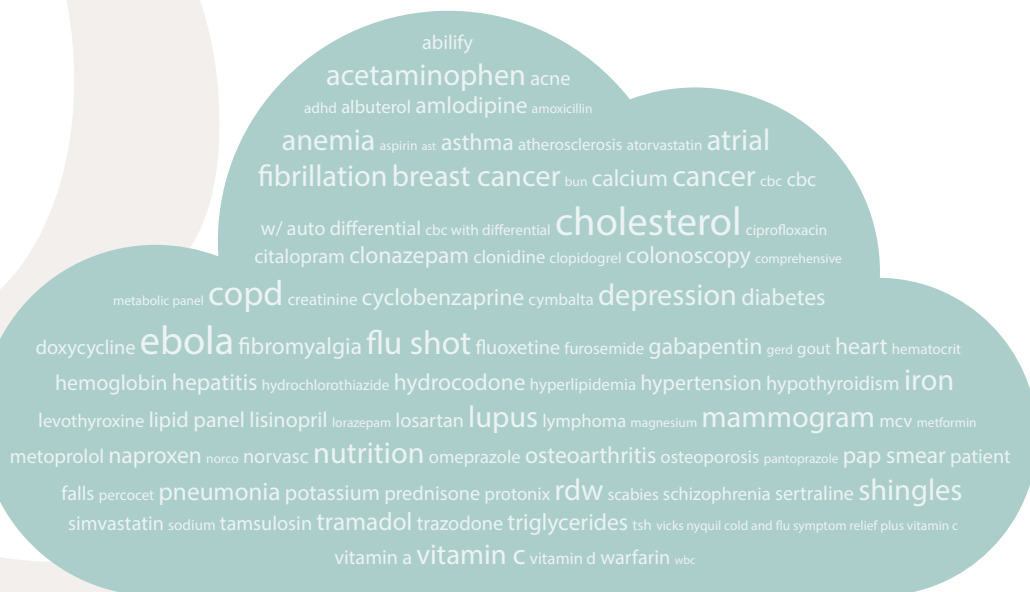 abilify
acetaminophen acne
adhd albuterol amlodipine amoxicillin
anemia aspirin ast asthma atherosclerosis atorvastatin atrial
fibrillation breast cancer bun calcium cancer cbc cbc
w/ auto differential cbc with differential cholesterol ciprofloxacin
citalopram clonazepam clonidine clopidogrel colonoscopy comprehensive
metabolic panel copd creatinine cyclobenzaprine cymbalta depression diabetes
doxycycline ebola fibromyalgia flu shot fluoxetine furosemide gabapentin gerd gout heart hematocrit
hemoglobin hepatitis hydrochlorothiazide hydrocodone hyperlipidemia hypertension hypothyroidism iron
levothyroxine lipid panel lisinopril lorazepam losartan lupus lymphoma magnesium mammogram mcv metformin
metoprolol naproxen norco norvasc nutrition omeprazole osteoarthritis osteoporosis pantoprazole pap smear patient
falls percocet pneumonia potassium prednisone protonix rdw scabies schizophrenia sertraline shingles
simvastatin sodium tamsulosin tramadol trazodone triglycerides tsh vicks nyquil cold and flu symptom relief plus vitamin c
vitamin a vitamin c vitamin d warfarin wbc